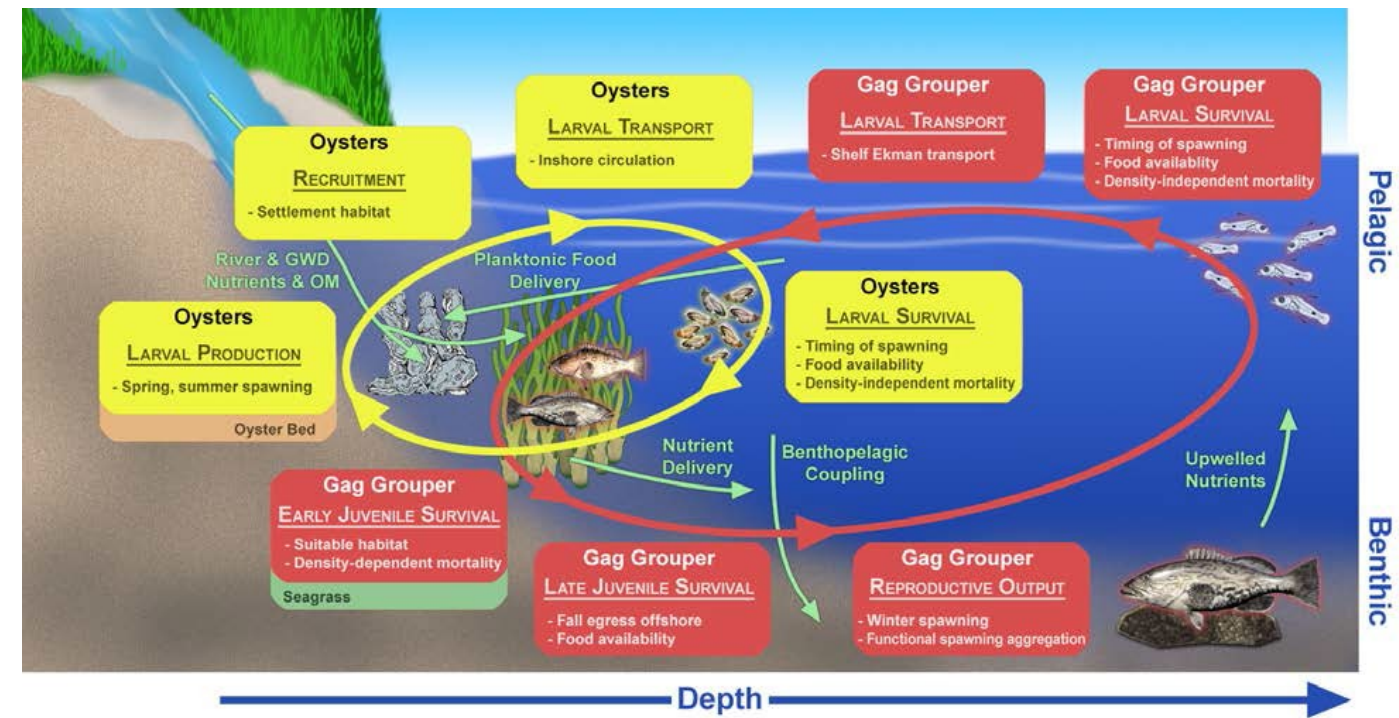 Oysters
LARVAL TRANSPORT
- Inshore circulation
Gag Grouper
LARVAL TRANSPORT
- Shelf Ekman transport
Gag Grouper
LARVAL SURVIVAL
- Timing of spawning
- Food availablity
- Density-independent mortality
Oysters
RECRUITMENT
- Settlement habitat
Pelagic
River & GWD
Nutrients & OM
Planktonic Food
Delivery
Oysters
LARVAL SURVIVAL
- Timing of spawning
- Food availability
- Density-independent mortality
Oysters
LARVAL PRODUCTION
- Spring, summer spawning
Oyster Bed
Nutrient
Delivery
Benthopelagic
Coupling
Upwelled
Nutrients
Gag Grouper
EARLY JUVENILE SURVIVAL
- Suitable habitat
- Density-dependent mortality
Seagrass
Gag Grouper
LATE JUVENILE SURVIVAL
- Fall egress offshore
- Food availability
Gag Grouper
REPRODUCTIVE OUTPUT
- Winter spawning
- Functional spawning aggregation
Benthic
Depth